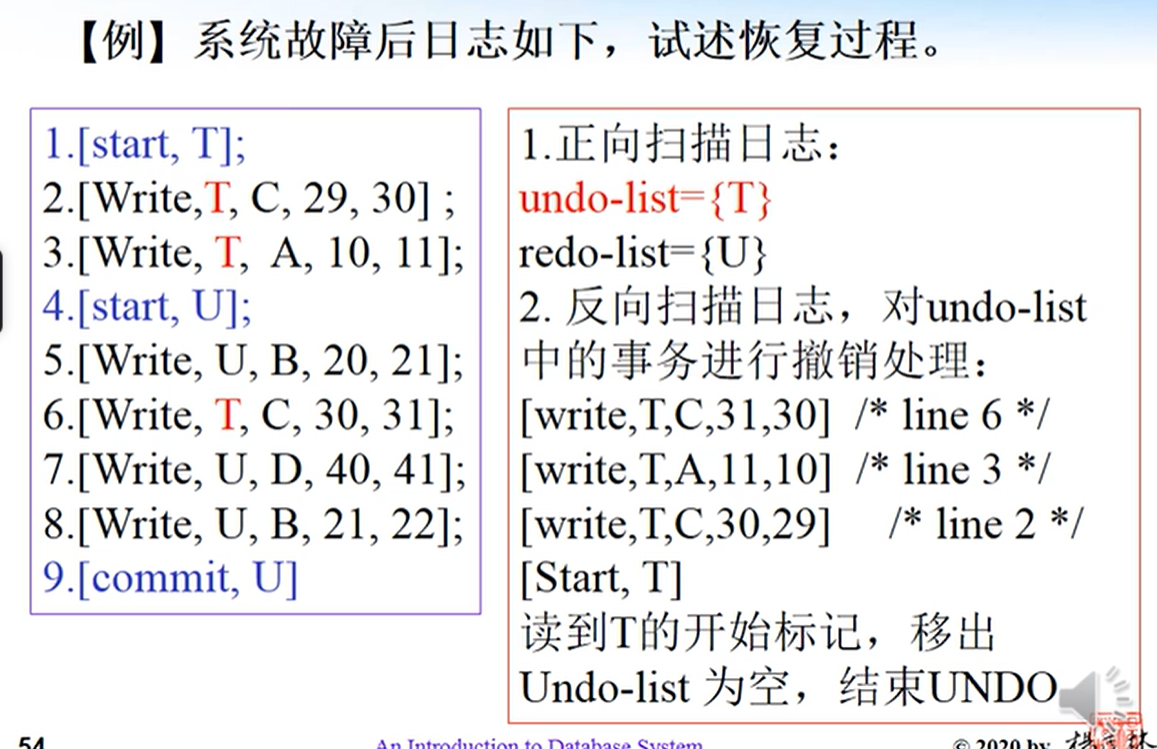 【例】系统故障后日志如下，试述恢复过程。
1.[start, T];
2.[Write,T, C, 29, 30] ;
3.[Write, T, A, 10, 11];
4.[start, U];
5.[Write, U, B, 20, 21];
6.[Write, T, C, 30, 31];
7.[Write, U, D, 40, 41];
8.[Write, U, B, 21, 22];
9.[commit, U]
1.正向扫描日志：
undo-list={T}
redo-list={U}
2. 反向扫描日志，对undo-list
中的事务进行撤销处理：
[write,T,C,31,30] /* line 6 */
[write,T,A,11,10] /* line 3 */
[write,T,C,30,29] /* line 2 */
[Start, T]
读到T的开始标记，移出
Undo-list 为空，结束UNDO
54
An Introduction to Database System
© 2020 by